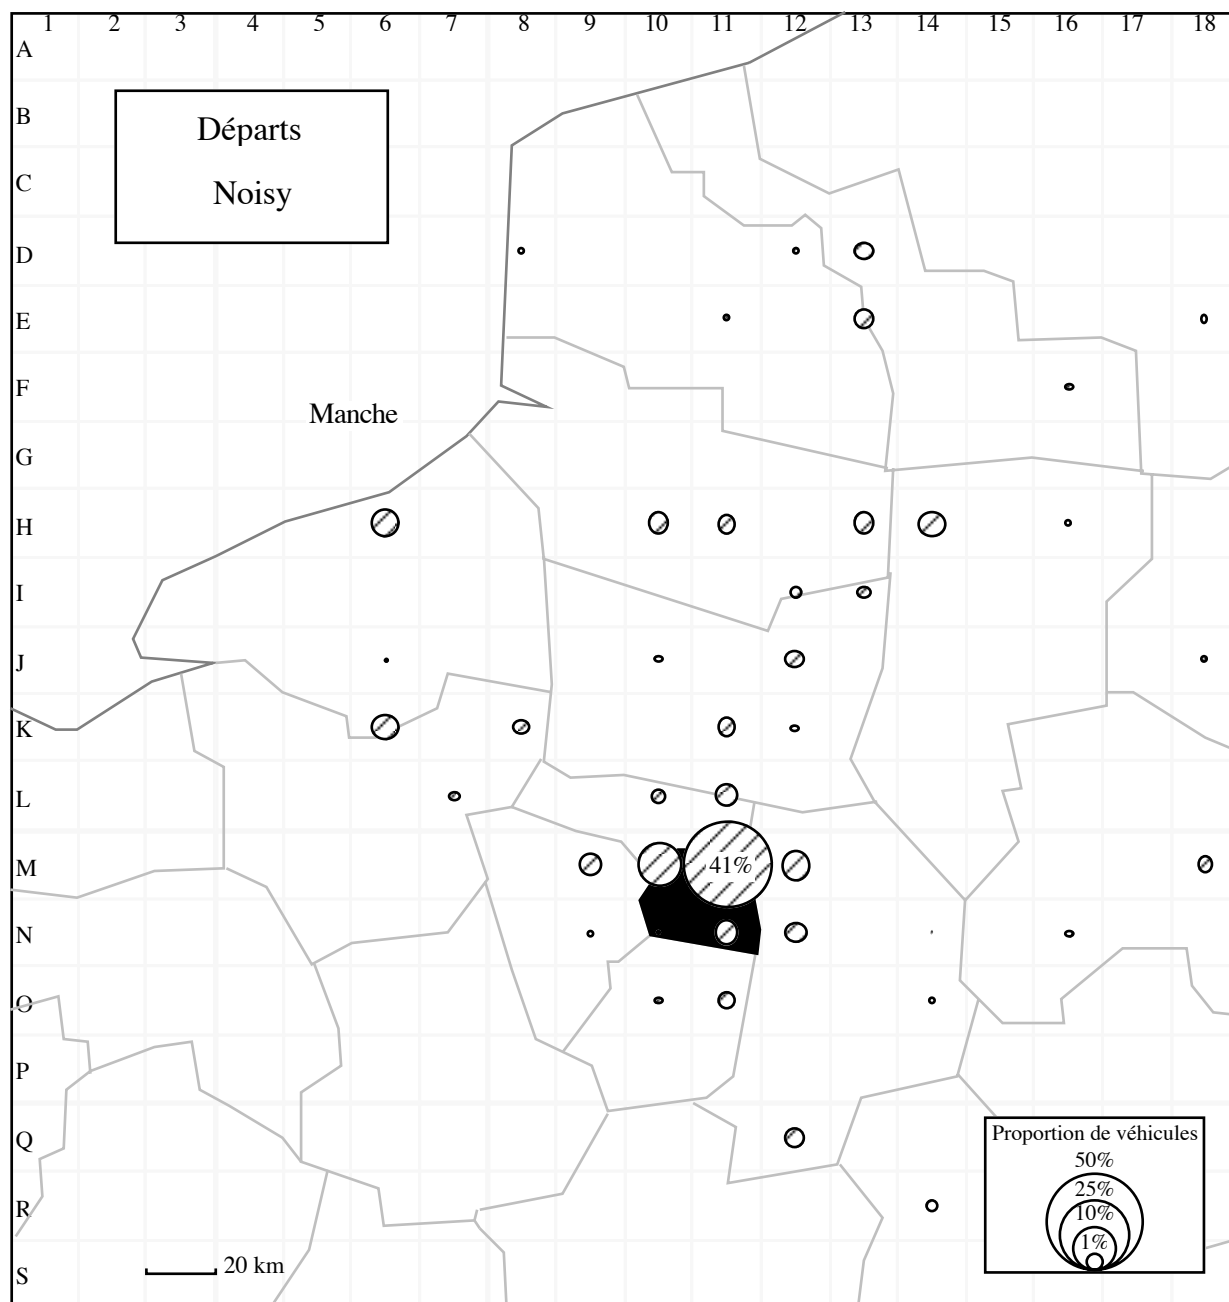 1 2 3 4 5 6 7 8 9 10 11 12 13 14 15 16 17 18
A
B
Départs
C
Noisy
D
E
F
Manche
G
H
I
J
K
L
M
41%
N
O
P
Q
R
S
20 km
Proportion de véhicules
50%
25%
10%
1%